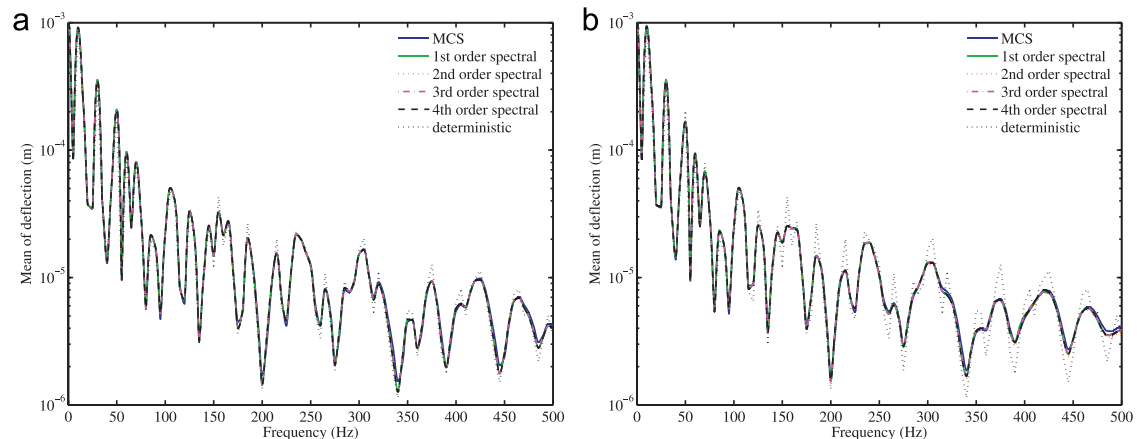 a
10⁻³
10⁻⁴
10⁻⁵
10⁻⁶
Mean of deflection (m)
MCS
1st order spectral
2nd order spectral
3rd order spectral
4th order spectral
deterministic
0 50 100 150 200 250 300 340 400 450 500
Frequency (Hz)
b
10⁻³
10⁻⁴
10⁻⁵
10⁻⁶
Mean of deflection (m)
MCS
1st order spectral
2nd order spectral
3rd order spectral
4th order spectral
deterministic
0 50 100 150 200 250 300 340 400 450 500
Frequency (Hz)